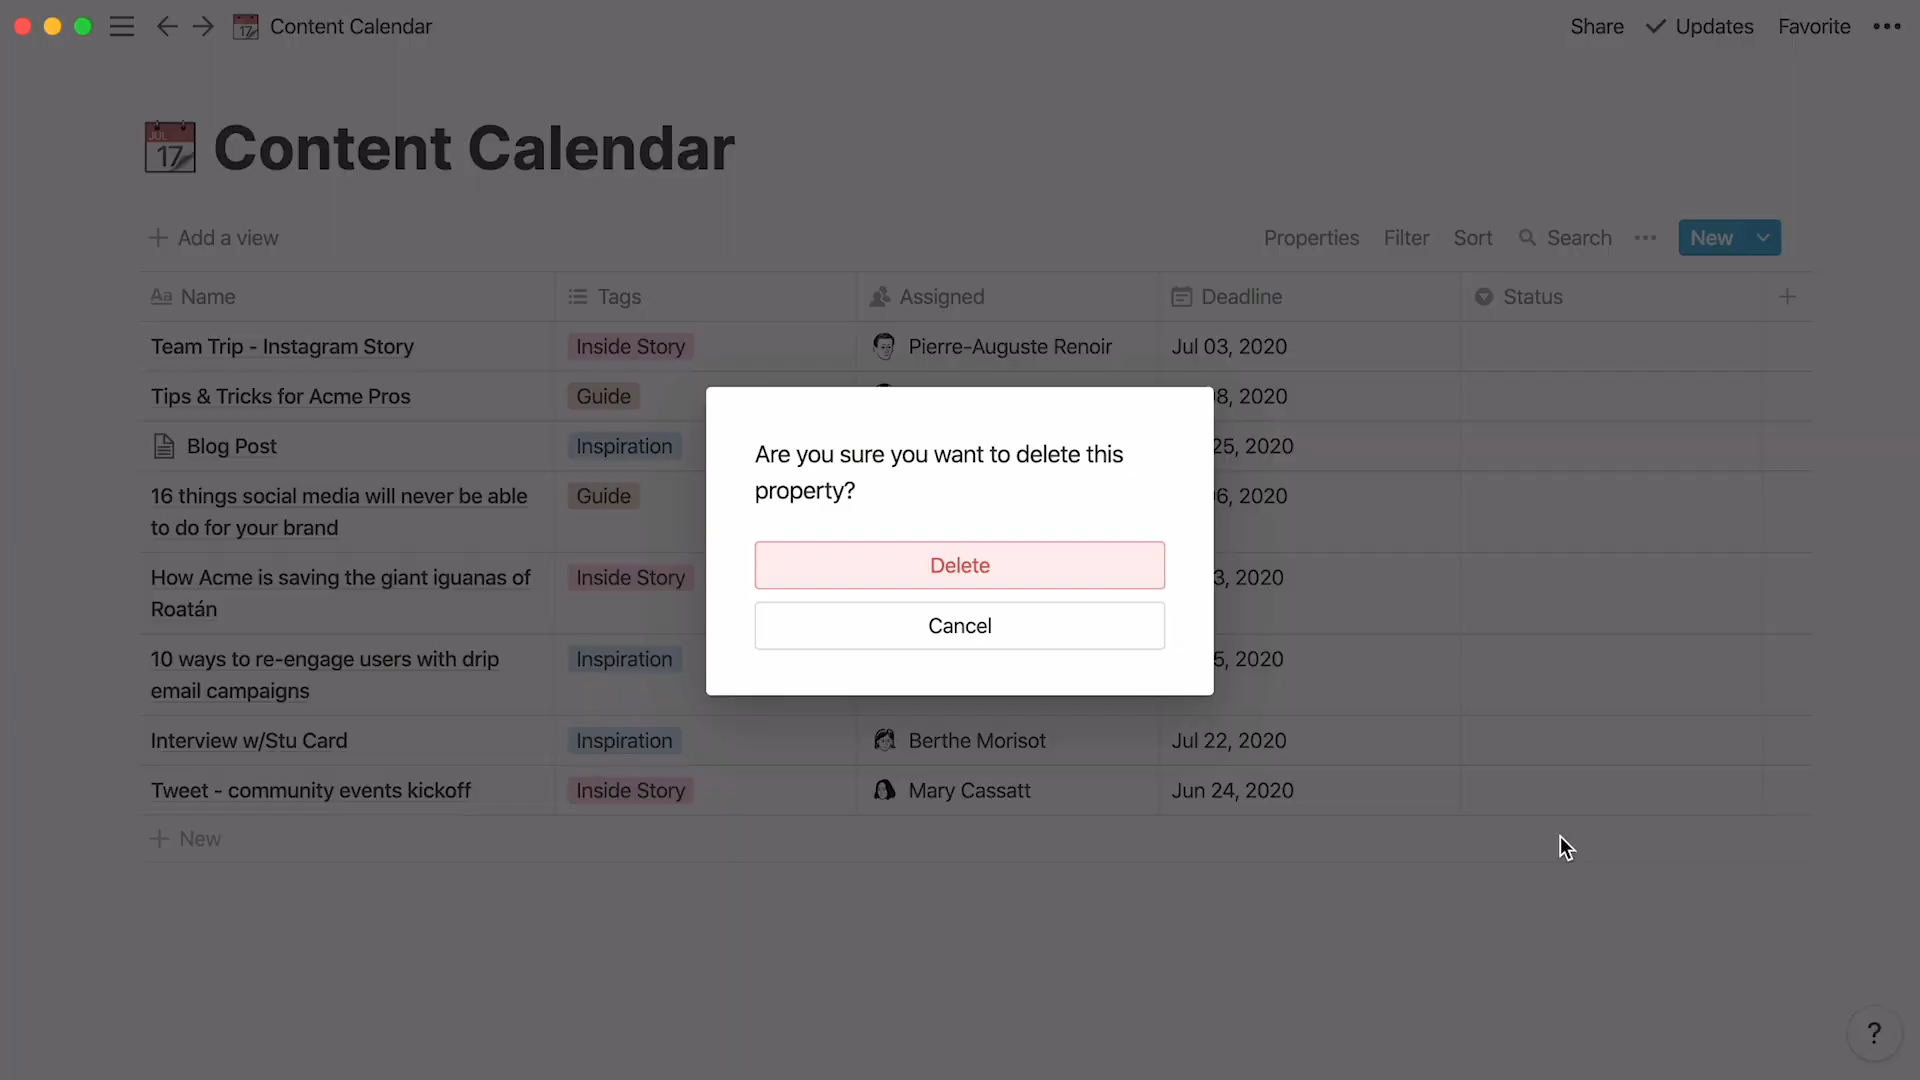 Content Calendar
Share
Updates
Favorite
JUL
17
Content Calendar
Add a view
Properties
Filter
Sort
Search
New
Aa Name
Tags
Assigned
Deadline
Status
Team Trip - Instagram Story
Inside Story
Pierre-Auguste Renoir
Jul 03, 2020
Tips & Tricks for Acme Pros
Guide
8, 2020
Blog Post
Inspiration
25, 2020
16 things social media will never be able
to do for your brand
Guide
6, 2020
How Acme is saving the giant iguanas of
Roatán
Inside Story
3, 2020
10 ways to re-engage users with drip
email campaigns
Inspiration
5, 2020
Interview w/Stu Card
Inspiration
Berthe Morisot
Jul 22, 2020
Tweet - community events kickoff
Inside Story
Mary Cassatt
Jun 24, 2020
New
Are you sure you want to delete this
property?
Delete
Cancel
?